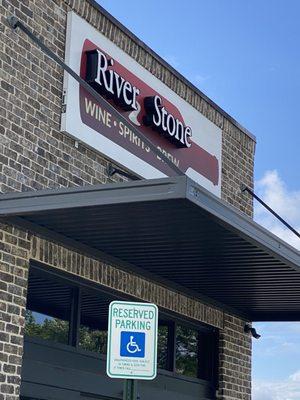 River Stone
WINE • SPIRITS • BREW
RESERVED
PARKING